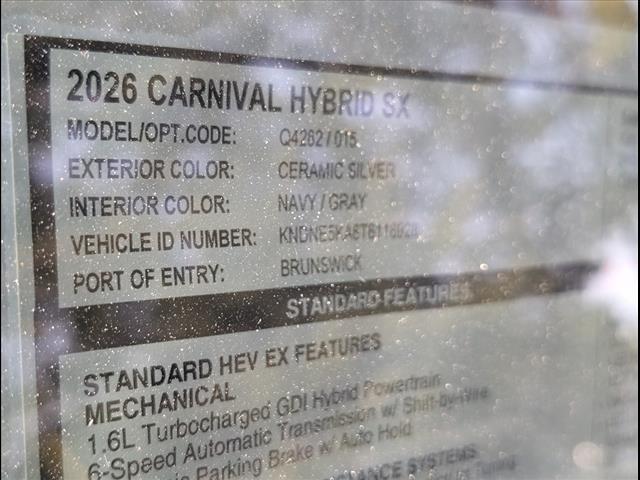 2026 CARNIVAL HYBRID SX
MODEL/OPT.CODE: Q4262 / 015
EXTERIOR COLOR: CERAMIC SILVER
INTERIOR COLOR: NAVY / GRAY
VEHICLE ID NUMBER:
PORT OF ENTRY: BRUNSWICK
STANDARD FEATURES
STANDARD HEV EX FEATURES
MECHANICAL
1.6L Turbocharged GDI Hybrid Powertrain
6-Speed Automatic Transmission w/ Shift-by-Wire
Parking Brake w/ Auto Hold
SYSTEMS